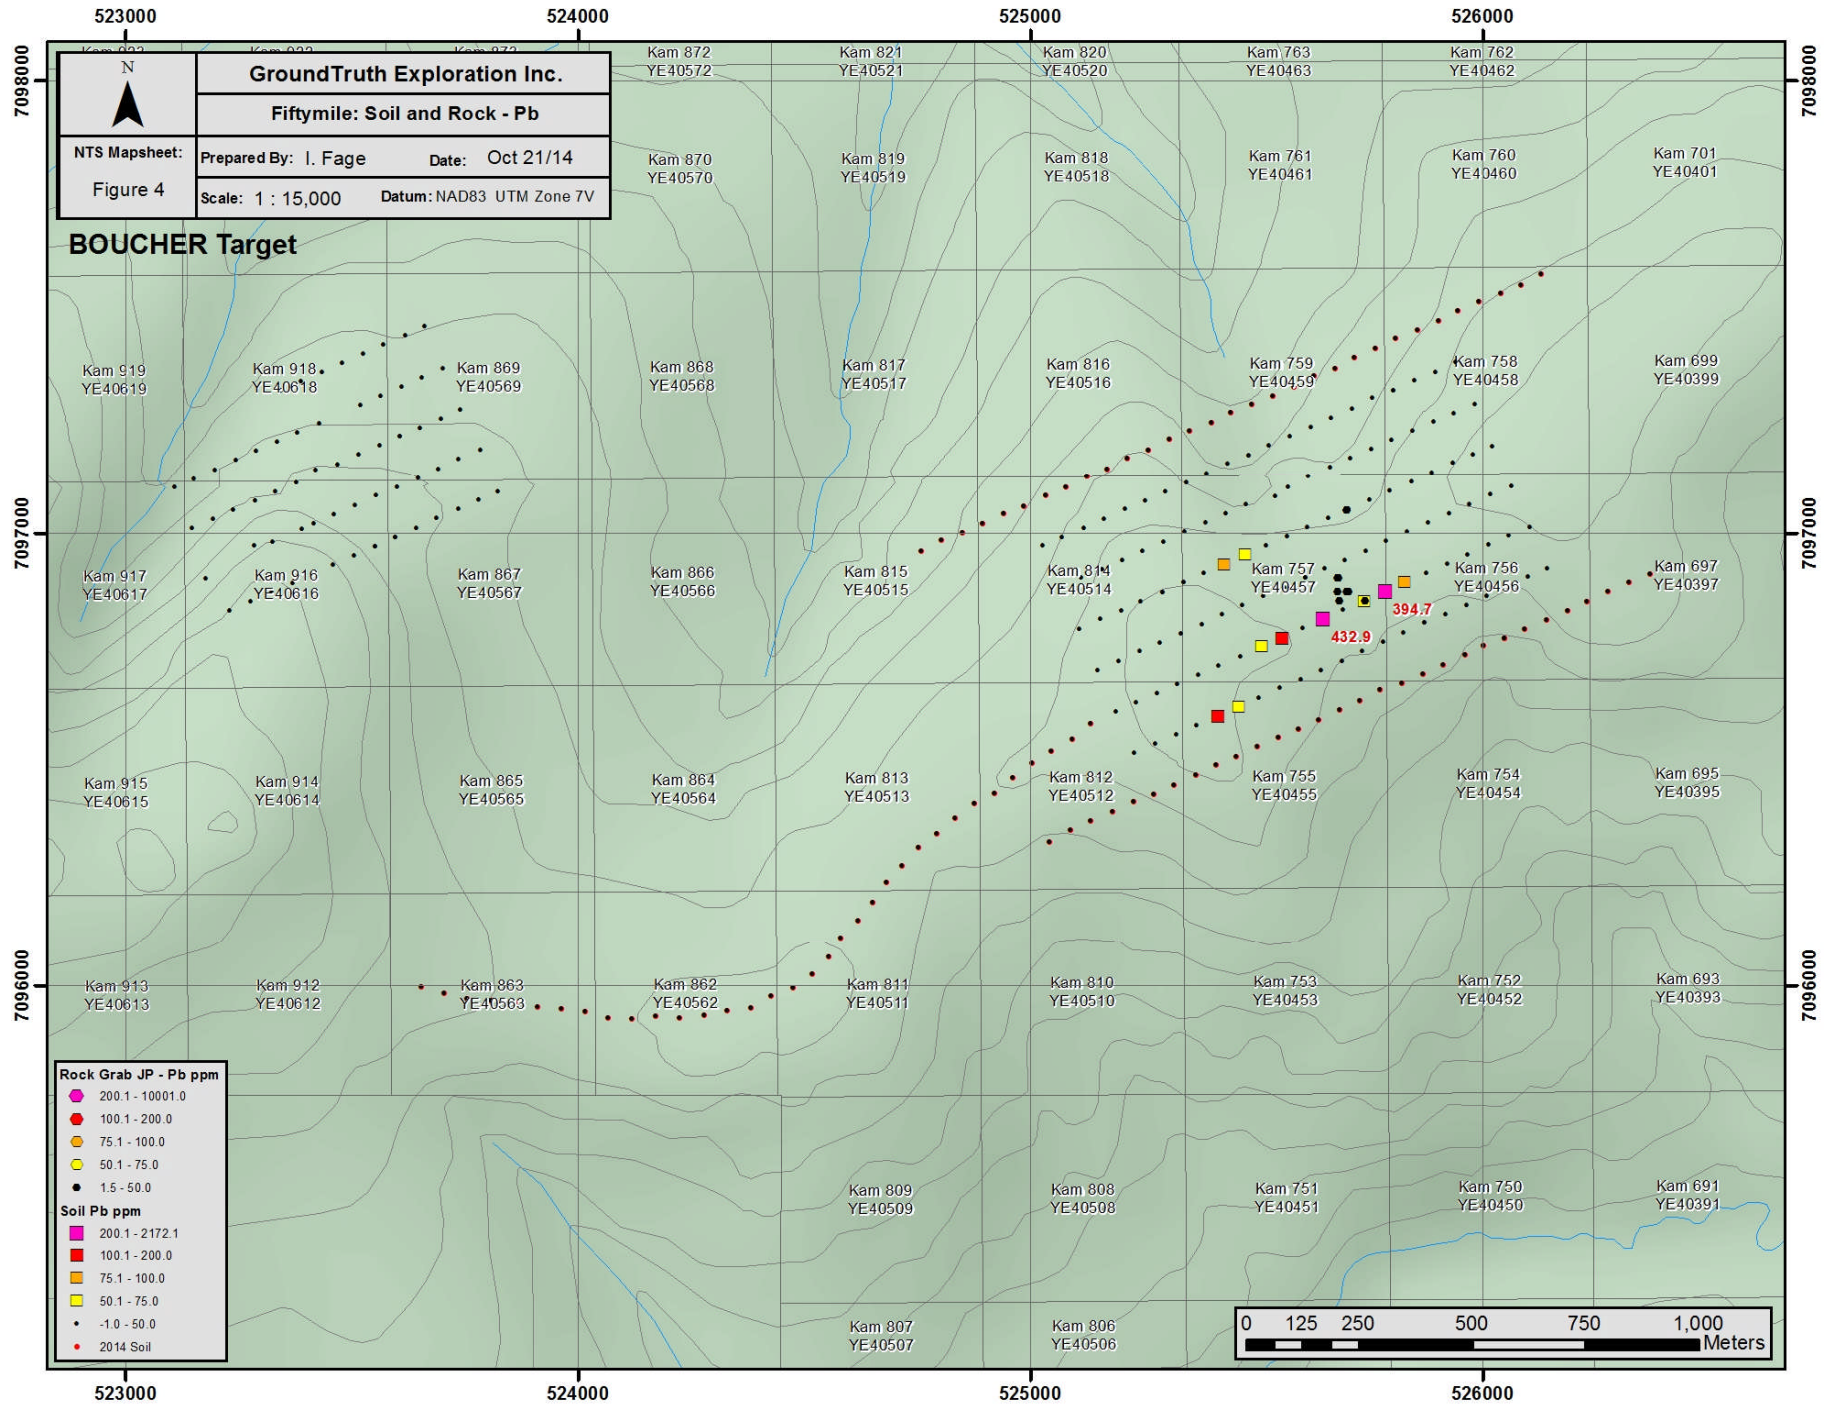 523000 524000 525000 526000
7098000
7098000
N
GroundTruth Exploration Inc.
Fiftymile: Soil and Rock - Pb
NTS Mapsheet:
Figure 4
Prepared By: I. Fage Date: Oct 21/14
Scale: 1 : 15,000 Datum: NAD83 UTM Zone 7V
BOUCHER Target
Kam 872
YE40572
Kam 821
YE40521
Kam 820
YE40520
Kam 763
YE40463
Kam 762
YE40462
Kam 870
YE40570
Kam 819
YE40519
Kam 818
YE40518
Kam 761
YE40461
Kam 760
YE40460
Kam 701
YE40401
Kam 919
YE40619
Kam 918
YE40618
Kam 869
YE40569
Kam 868
YE40568
Kam 817
YE40517
Kam 816
YE40516
Kam 759
YE40459
Kam 758
YE40458
Kam 699
YE40399
7097000
7097000
Kam 917
YE40617
Kam 916
YE40616
Kam 867
YE40567
Kam 866
YE40566
Kam 815
YE40515
Kam 814
YE40514
Kam 757
YE40457
Kam 756
YE40456
Kam 697
YE40397
394.7
432.9
Kam 915
YE40615
Kam 914
YE40614
Kam 865
YE40565
Kam 864
YE40564
Kam 813
YE40513
Kam 812
YE40512
Kam 755
YE40455
Kam 754
YE40454
Kam 695
YE40395
7096000
7096000
Kam 913
YE40613
Kam 912
YE40612
Kam 863
YE40563
Kam 862
YE40562
Kam 811
YE40511
Kam 810
YE40510
Kam 753
YE40453
Kam 752
YE40452
Kam 693
YE40393
Kam 809
YE40509
Kam 808
YE40508
Kam 751
YE40451
Kam 750
YE40450
Kam 691
YE40391
Kam 807
YE40507
Kam 806
YE40506
Rock Grab JP - Pb ppm
200.1 - 10001.0
100.1 - 200.0
75.1 - 100.0
50.1 - 75.0
1.5 - 50.0
Soil Pb ppm
200.1 - 2172.1
100.1 - 200.0
75.1 - 100.0
50.1 - 75.0
-1.0 - 50.0
2014 Soil
0 125 250 500 750 1,000
Meters
523000 524000 525000 526000